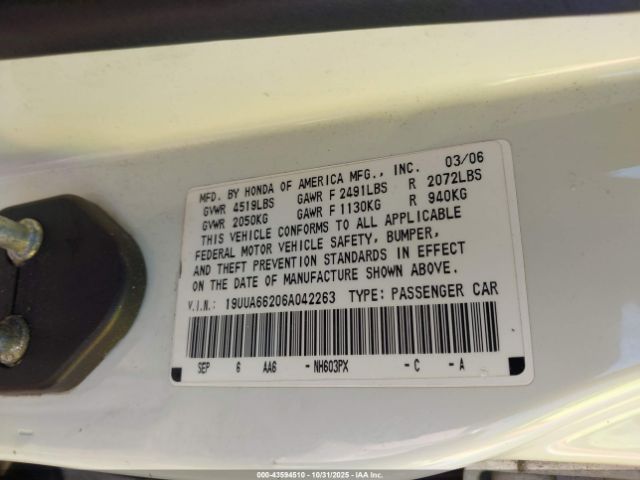 MFD. BY HONDA OF AMERICA MFG., INC. 03/06
GVWR 4519LBS GAWR F 2491LBS R 2072LBS
GVWR 2050KG GAWR F 1130KG R 940KG
THIS VEHICLE CONFORMS TO ALL APPLICABLE
FEDERAL MOTOR VEHICLE SAFETY, BUMPER,
AND THEFT PREVENTION STANDARDS IN EFFECT
ON THE DATE OF MANUFACTURE SHOWN ABOVE.
V.I.N.: 19UUA66206A042263 TYPE: PASSENGER CAR
SEP 6 AA6 -NH603PX -C -A
000-43594510 | 10/31/2025 | IAAI.COM